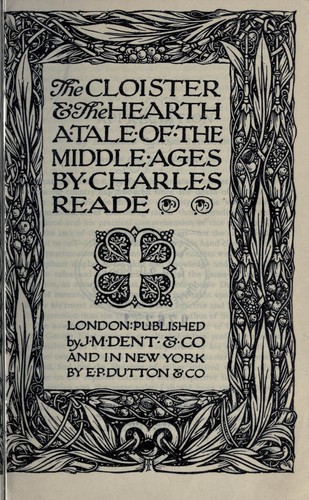 The CLOISTER
& The HEARTH
A·TALE·OF·THE
MIDDLE·AGES
BY·CHARLES
READE
LONDON:PUBLISHED
by J·M·DENT·&·CO
AND IN NEW YORK
BY E·P·DUTTON & CO